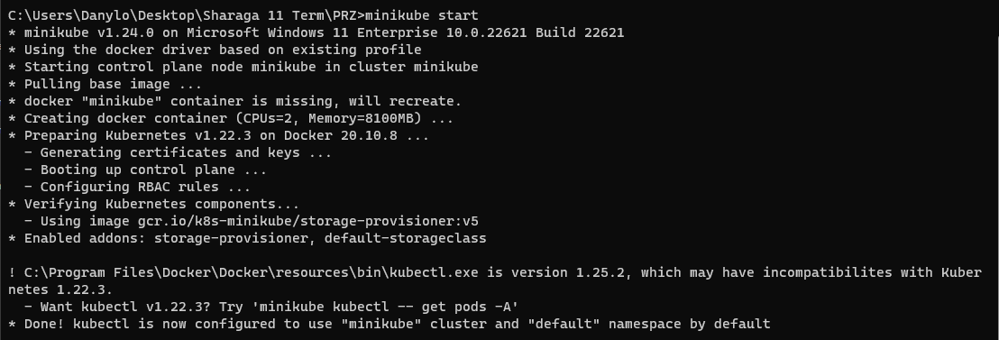 C:\Users\Danylo\Desktop\Sharaga 11 Term\PRZ>minikube start
* minikube v1.24.0 on Microsoft Windows 11 Enterprise 10.0.22621 Build 22621
* Using the docker driver based on existing profile
* Starting control plane node minikube in cluster minikube
* Pulling base image ...
* docker "minikube" container is missing, will recreate.
* Creating docker container (CPUs=2, Memory=8100MB) ...
* Preparing Kubernetes v1.22.3 on Docker 20.10.8 ...
  - Generating certificates and keys ...
  - Booting up control plane ...
  - Configuring RBAC rules ...
* Verifying Kubernetes components...
  - Using image gcr.io/k8s-minikube/storage-provisioner:v5
* Enabled addons: storage-provisioner, default-storageclass

! C:\Program Files\Docker\Docker\resources\bin\kubectl.exe is version 1.25.2, which may have incompatibilites with Kuber
netes 1.22.3.
  - Want kubectl v1.22.3? Try 'minikube kubectl -- get pods -A'
* Done! kubectl is now configured to use "minikube" cluster and "default" namespace by default